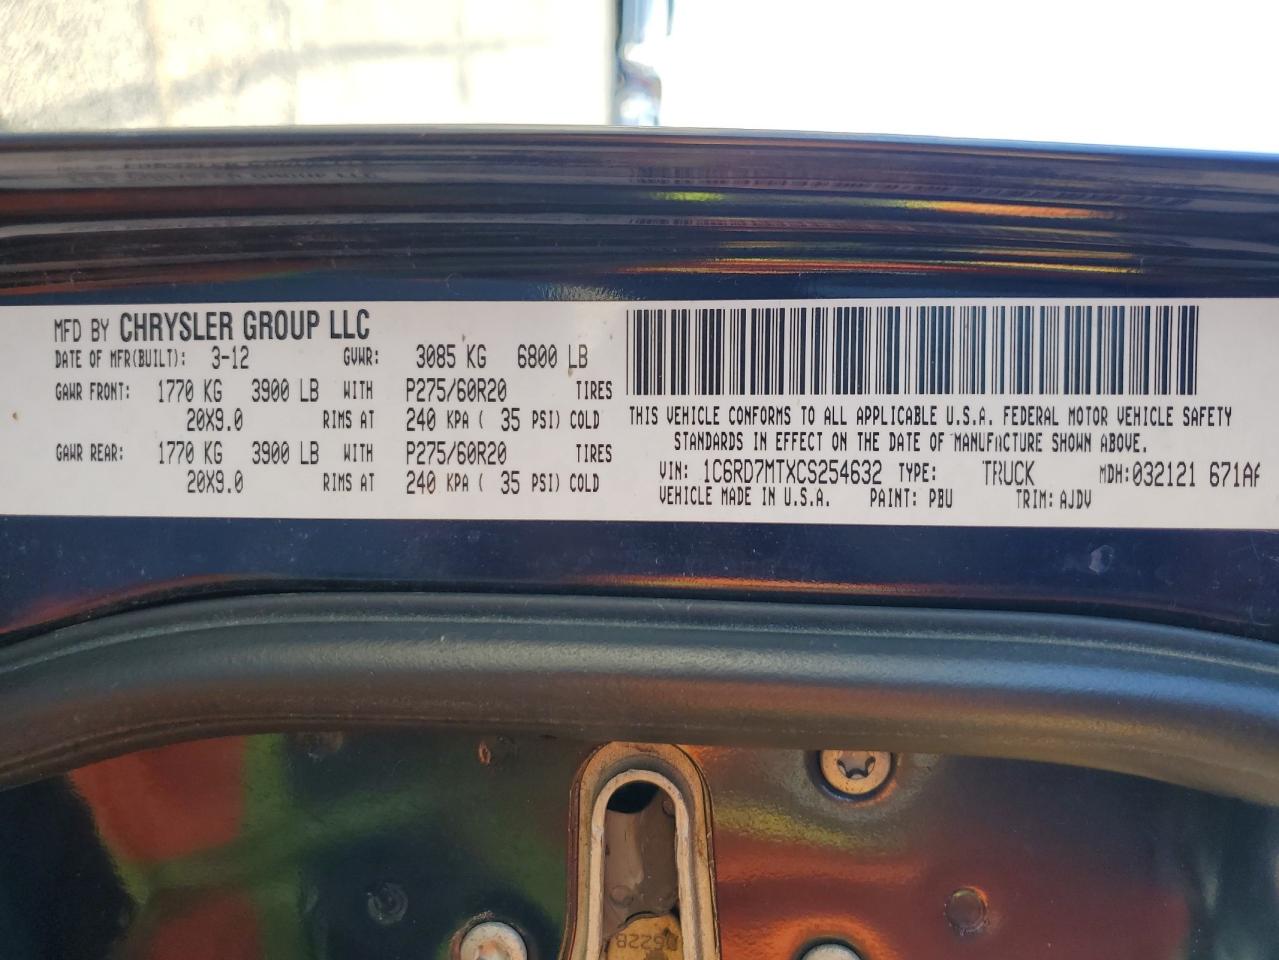 MFD BY CHRYSLER GROUP LLC
DATE OF MFR(BUILT): 3-12 GVWR: 3085 KG 6800 LB
GAWR FRONT: 1770 KG 3900 LB WITH P275/60R20 TIRES
20X9.0 RIMS AT 240 KPA ( 35 PSI) COLD
GAWR REAR: 1770 KG 3900 LB WITH P275/60R20 TIRES
20X9.0 RIMS AT 240 KPA ( 35 PSI) COLD
THIS VEHICLE CONFORMS TO ALL APPLICABLE U.S.A. FEDERAL MOTOR VEHICLE SAFETY
STANDARDS IN EFFECT ON THE DATE OF MANUFACTURE SHOWN ABOVE.
VIN: 1C6RD7MTXCS254632 TYPE: TRUCK MDH: 032121 671AF
VEHICLE MADE IN U.S.A. PAINT: PBU TRIM: AJDV